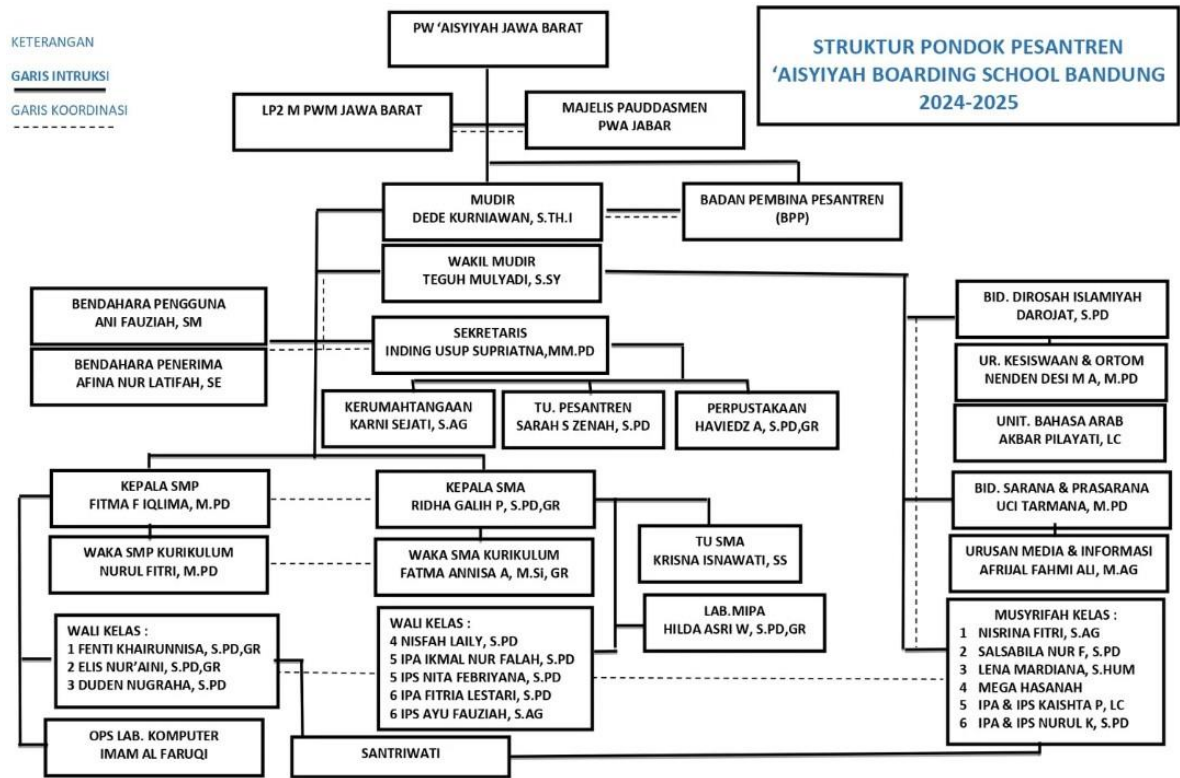 KETERANGAN
GARIS INTRUKSI
GARIS KOORDINASI
STRUKTUR PONDOK PESANTREN
‘AISYIYAH BOARDING SCHOOL BANDUNG
2024-2025
PW ‘AISYIYAH JAWA BARAT
LP2 M PWM JAWA BARAT
MAJELIS PAUDDASMEN
PWA JABAR
MUDIR
DEDE KURNIAWAN, S.TH.I
BADAN PEMBINA PESANTREN
(BPP)
WAKIL MUDIR
TEGUH MULYADI, S.SY
BENDAHARA PENGGUNA
ANI FAUZIAH, SM
BENDAHARA PENERIMA
AFINA NUR LATIFAH, SE
SEKRETARIS
INDING USUP SUPRIATNA,MM.PD
KERUMAHTANGAAN
KARNI SEJATI, S.AG
TU. PESANTREN
SARAH S ZENAH, S.PD
PERPUSTAKAAN
HAVIEDZ A, S.PD,GR
BID. DIROSAH ISLAMIYAH
DAROJAT, S.PD
UR. KESISWAAN & ORTOM
NENDEN DESI M A, M.PD
UNIT. BAHASA ARAB
AKBAR PILAYATI, LC
BID. SARANA & PRASARANA
UCI TARMANA, M.PD
URUSAN MEDIA & INFORMASI
AFRIJAL FAHMI ALI, M.AG
KEPALA SMP
FITMA F IQLIMA, M.PD
KEPALA SMA
RIDHA GALIH P, S.PD,GR
WAKA SMP KURIKULUM
NURUL FITRI, M.PD
WAKA SMA KURIKULUM
FATMA ANNISA A, M.Si, GR
TU SMA
KRISNA ISNAWATI, SS
LAB.MIPA
HILDA ASRI W, S.PD,GR
WALI KELAS :
1 FENTI KHAIRUNNISA, S.PD,GR
2 ELIS NUR’AINI, S.PD,GR
3 DUDEN NUGRAHA, S.PD
WALI KELAS :
4 NISFAH LAILY, S.PD
5 IPA IKMAL NUR FALAH, S.PD
5 IPS NITA FEBRIYANA, S.PD
6 IPA FITRIA LESTARI, S.PD
6 IPS AYU FAUZIAH, S.AG
MUSYRIFAH KELAS :
1 NISRINA FITRI, S.AG
2 SALSABILA NUR F, S.PD
3 LENA MARDIANA, S.HUM
4 MEGA HASANAH
5 IPA & IPS KAISHTA P, LC
6 IPA & IPS NURUL K, S.PD
OPS LAB. KOMPUTER
IMAM AL FARUQI
SANTRIWATI